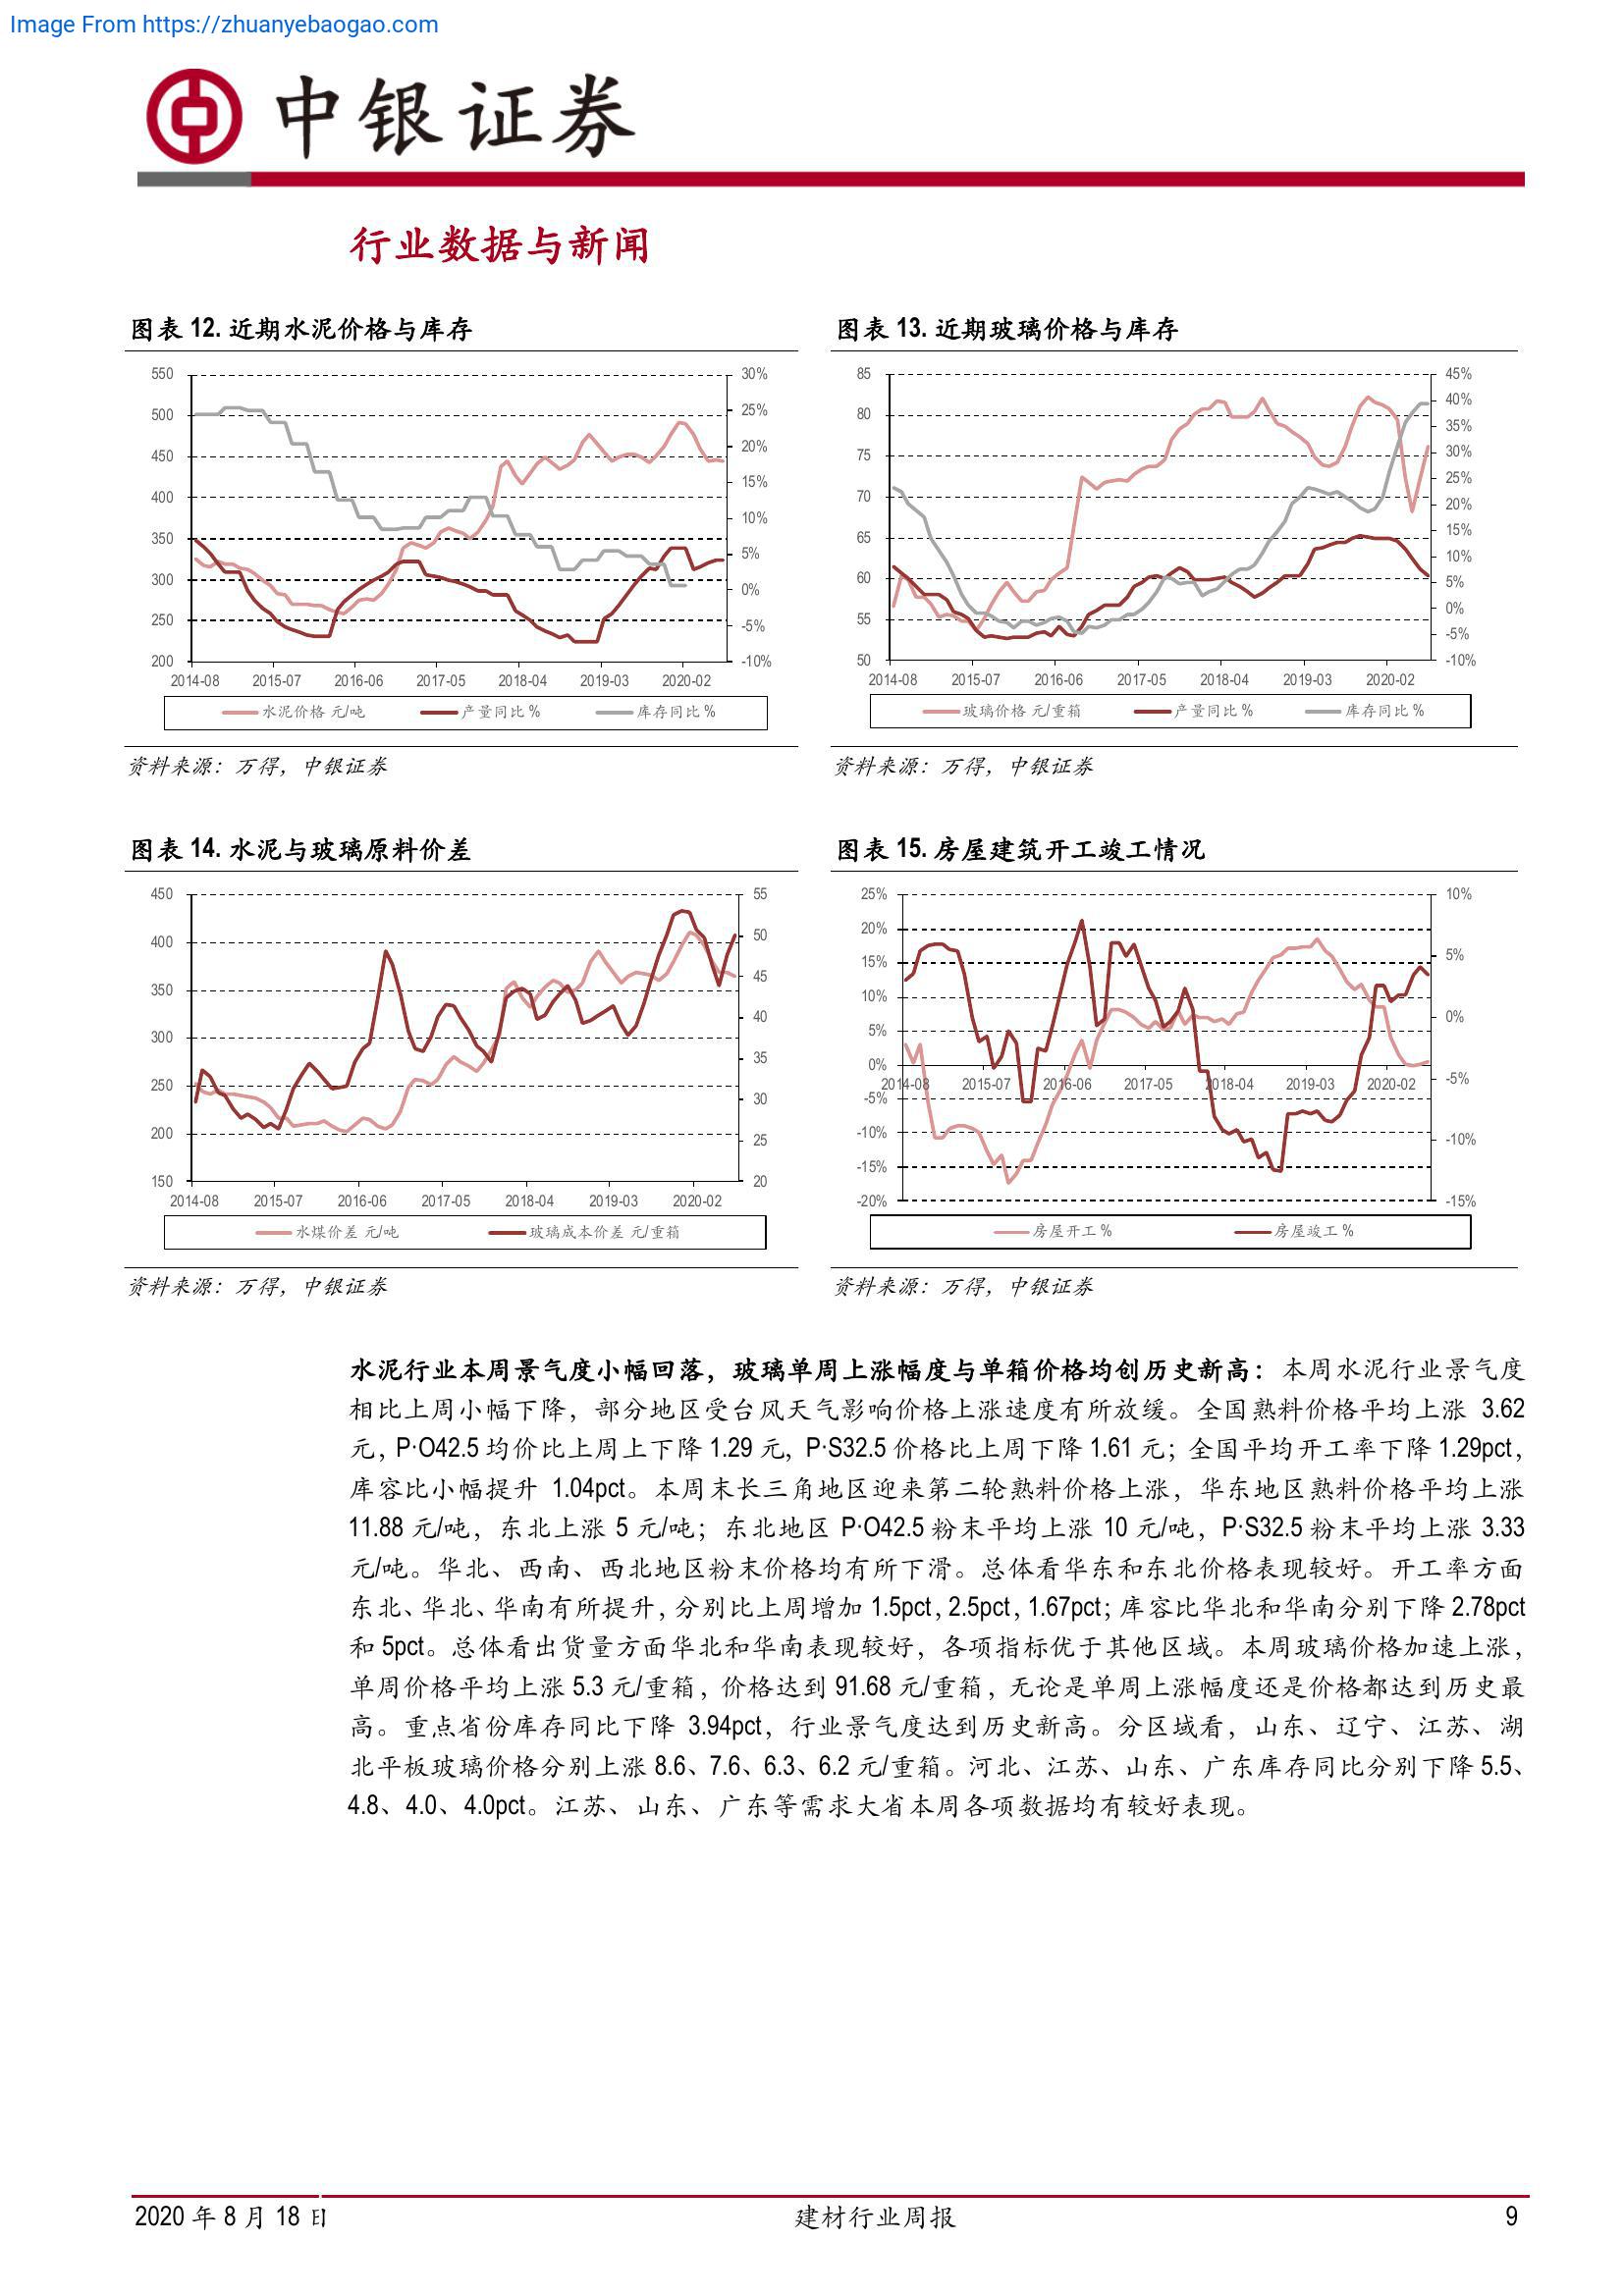 Image From https://zhuanyebaogao.com
中银证券
行业数据与新闻
图表 12. 近期水泥价格与库存
550
500
450
400
350
300
250
200
30%
25%
20%
15%
10%
5%
0%
-5%
-10%
2014-08 2015-07 2016-06 2017-05 2018-04 2019-03 2020-02
水泥价格 元/吨 产量同比 % 库存同比 %
资料来源：万得，中银证券
图表 13. 近期玻璃价格与库存
85
80
75
70
65
60
55
50
45%
40%
35%
30%
25%
20%
15%
10%
5%
0%
-5%
-10%
2014-08 2015-07 2016-06 2017-05 2018-04 2019-03 2020-02
玻璃价格 元/重箱 产量同比 % 库存同比 %
资料来源：万得，中银证券
图表 14. 水泥与玻璃原料价差
450
400
350
300
250
200
150
55
50
45
40
35
30
25
20
2014-08 2015-07 2016-06 2017-05 2018-04 2019-03 2020-02
水煤价差 元/吨 玻璃成本价差 元/重箱
资料来源：万得，中银证券
图表 15. 房屋建筑开工竣工情况
25%
20%
15%
10%
5%
0%
-5%
-10%
-15%
-20%
10%
5%
0%
-5%
-10%
-15%
2014-08 2015-07 2016-06 2017-05 2018-04 2019-03 2020-02
房屋开工 % 房屋竣工 %
资料来源：万得，中银证券
水泥行业本周景气度小幅回落，玻璃单周上涨幅度与单箱价格均创历史新高：本周水泥行业景气度
相比上周小幅下降，部分地区受台风天气影响价格上涨速度有所放缓。全国熟料价格平均上涨 3.62
元，P·O42.5 均价比上周上下降 1.29 元，P·S32.5 价格比上周下降 1.61 元；全国平均开工率下降 1.29pct，
库容比小幅提升 1.04pct。本周末长三角地区迎来第二轮熟料价格上涨，华东地区熟料价格平均上涨
11.88 元/吨，东北上涨 5 元/吨；东北地区 P·O42.5 粉末平均上涨 10 元/吨，P·S32.5 粉末平均上涨 3.33
元/吨。华北、西南、西北地区粉末价格均有所下滑。总体看华东和东北价格表现较好。开工率方面
东北、华北、华南有所提升，分别比上周增加 1.5pct，2.5pct，1.67pct；库容比华北和华南分别下降 2.78pct
和 5pct。总体看出货量方面华北和华南表现较好，各项指标优于其他区域。本周玻璃价格加速上涨，
单周价格平均上涨 5.3 元/重箱，价格达到 91.68 元/重箱，无论是单周上涨幅度还是价格都达到历史最
高。重点省份库存同比下降 3.94pct，行业景气度达到历史新高。分区域看，山东、辽宁、江苏、湖
北平板玻璃价格分别上涨 8.6、7.6、6.3、6.2 元/重箱。河北、江苏、山东、广东库存同比分别下降 5.5、
4.8、4.0、4.0pct。江苏、山东、广东等需求大省本周各项数据均有较好表现。
2020 年 8 月 18 日 建材行业周报 9